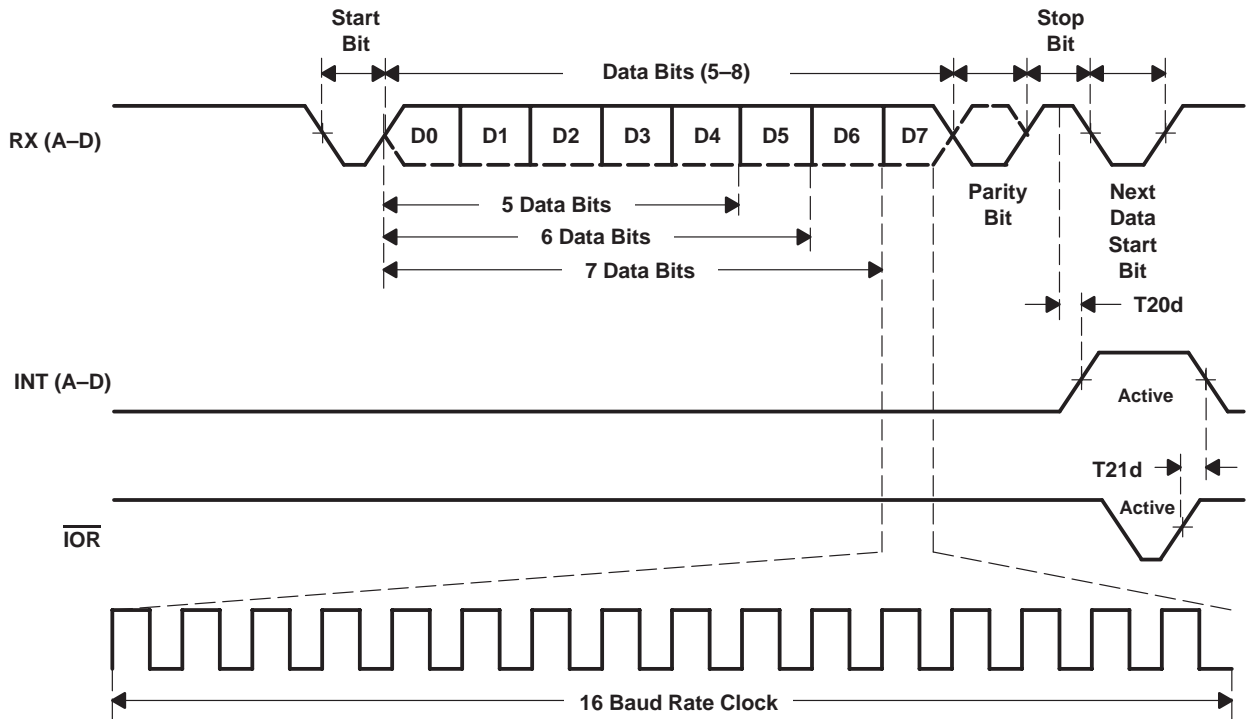 Start
Bit
Stop
Bit
Data Bits (5–8)
RX (A–D)
D0 D1 D2 D3 D4 D5 D6 D7
5 Data Bits
6 Data Bits
7 Data Bits
Parity
Bit
Next
Data
Start
Bit
T20d
INT (A–D)
Active
T21d
Active
IOR
16 Baud Rate Clock